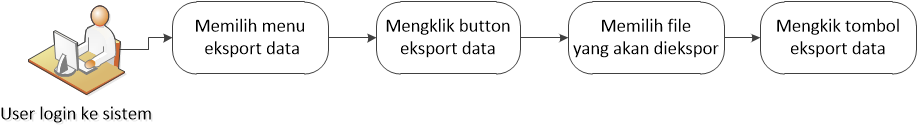 Memilih menu
eksport data
Mengklik button
eksport data
Memilih file
yang akan diekspor
Mengkik tombol
eksport data
User login ke sistem